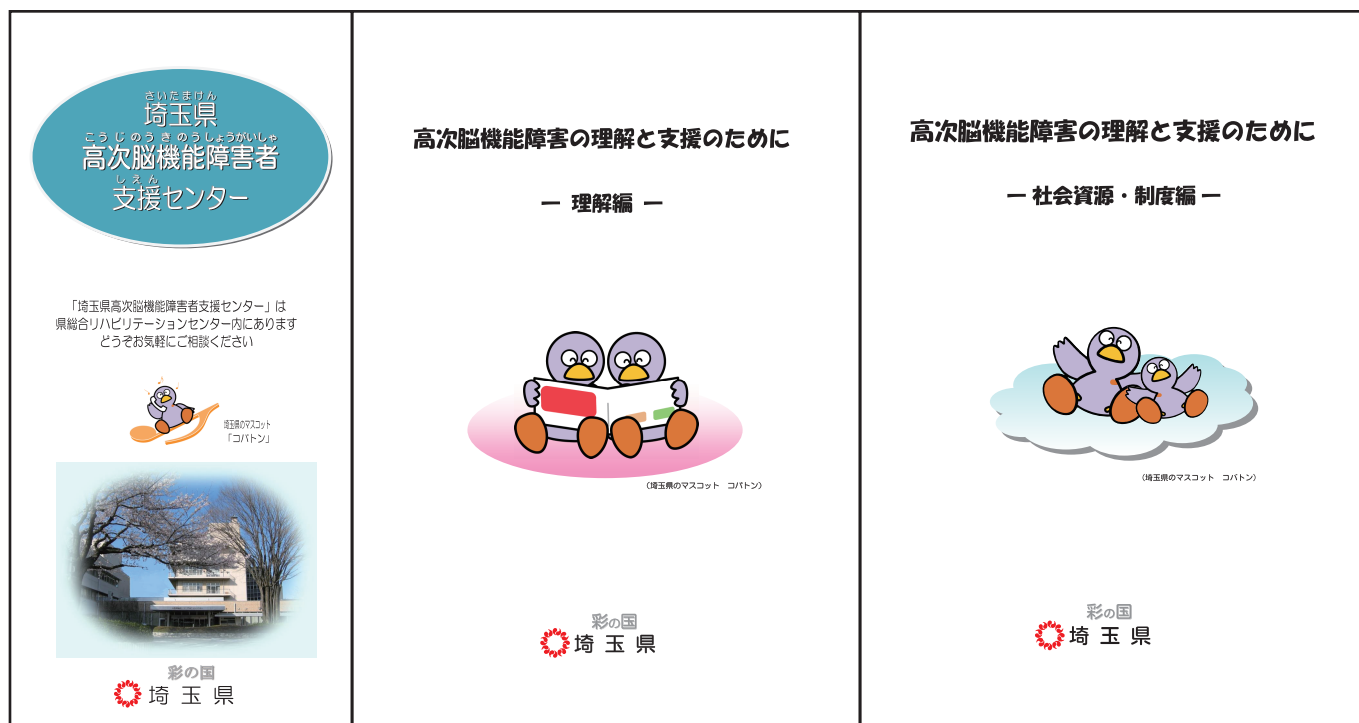 さいたまけん
埼玉県
こうじのうきのうしょうがいしゃ
高次脳機能障害者
しえん
支援センター
「埼玉県高次脳機能障害者支援センター」は
県総合リハビリテーションセンター内にあります
どうぞお気軽にご相談ください
埼玉県のマスコット
「コバトン」
彩の国
埼玉県
高次脳機能障害の理解と支援のために
ー 理解編 ー
(埼玉県のマスコット　コバトン)
彩の国
埼玉県
高次脳機能障害の理解と支援のために
ー 社会資源・制度編 ー
(埼玉県のマスコット　コバトン)
彩の国
埼玉県